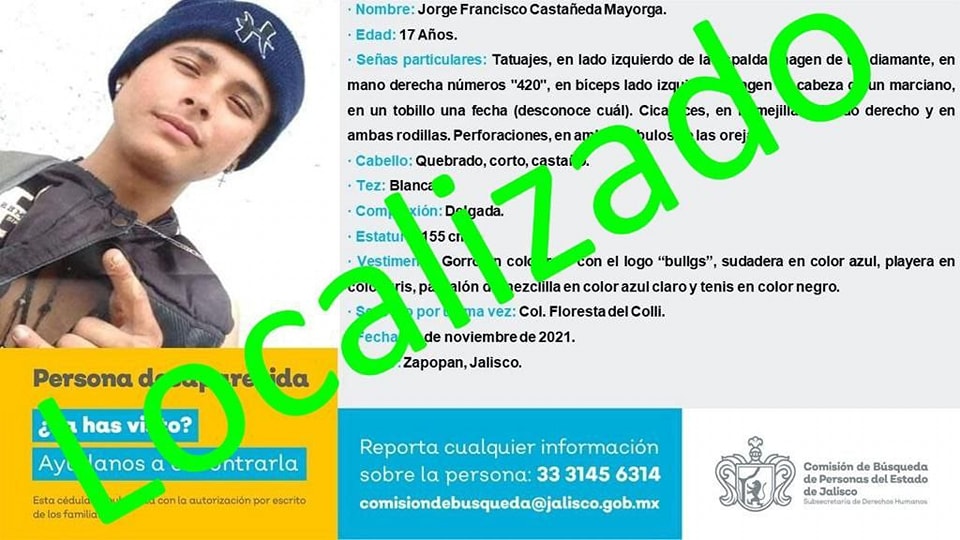 · Nombre: Jorge Francisco Castañeda Mayorga.
· Edad: 17 Años.
· Señas particulares: Tatuajes, en lado izquierdo de la espalda imagen de un diamante, en
mano derecha números "420", en bíceps lado izquierdo imagen de cabeza de un marciano,
en un tobillo una fecha (desconoce cuál). Cicatrices, en la mejilla lado derecho y en
ambas rodillas. Perforaciones, en ambos lóbulos de las orejas.
· Cabello: Quebrado, corto, castaño.
· Tez: Blanca
· Complexión: Delgada.
· Estatura: 155 cm
· Vestimenta: Gorro en color con el logo “bullgs”, sudadera en color azul, playera en
color gris, pantalón de mezclilla en color azul claro y tenis en color negro.
· Se vio por última vez: Col. Floresta del Colli.
Fecha de noviembre de 2021.
Zapopan, Jalisco.
Localizado
Persona desaparecida
¿La has visto?
Ayúdanos a encontrarla
Esta cédula publica con la autorización por escrito
de los familiares
Reporta cualquier información
sobre la persona: 33 3145 6314
comisiondebusqueda@jalisco.gob.mx
Comisión de Búsqueda
de Personas del Estado
de Jalisco
Subsecretaría de Derechos Humanos